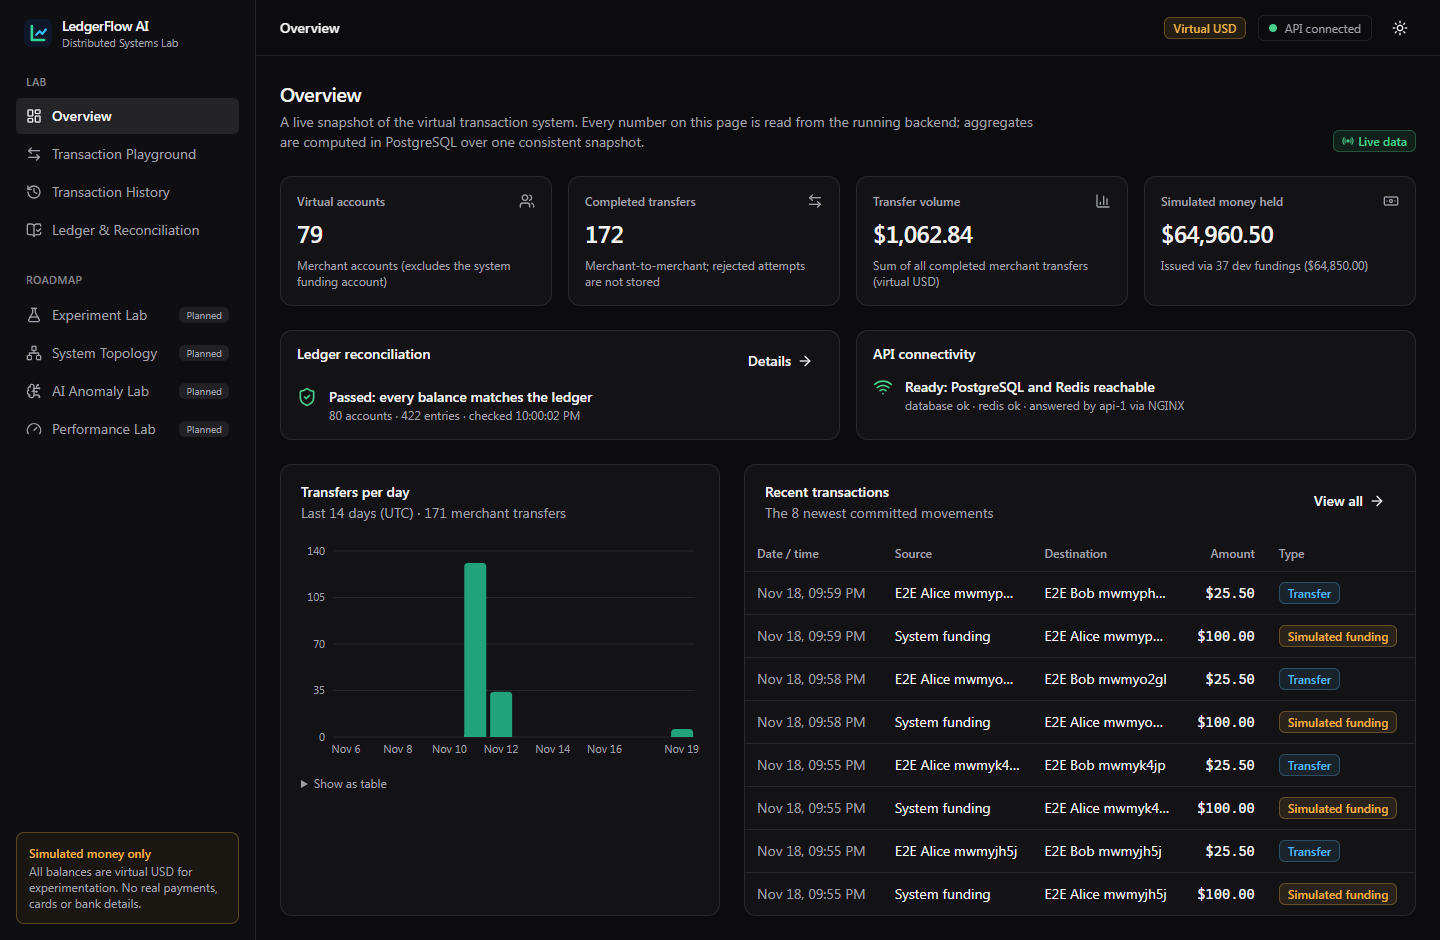 LedgerFlow AI
Distributed Systems Lab
LAB
Overview
Transaction Playground
Transaction History
Ledger & Reconciliation
ROADMAP
Experiment Lab Planned
System Topology Planned
AI Anomaly Lab Planned
Performance Lab Planned
Simulated money only
All balances are virtual USD for
experimentation. No real payments,
cards or bank details.
Overview
Virtual USD
API connected
Overview
A live snapshot of the virtual transaction system. Every number on this page is read from the running backend; aggregates
are computed in PostgreSQL over one consistent snapshot.
Live data
Virtual accounts
79
Merchant accounts (excludes the system
funding account)
Completed transfers
172
Merchant-to-merchant; rejected attempts
are not stored
Transfer volume
$1,062.84
Sum of all completed merchant transfers
(virtual USD)
Simulated money held
$64,960.50
Issued via 37 dev fundings ($64,850.00)
Ledger reconciliation
Details
Passed: every balance matches the ledger
80 accounts · 422 entries · checked 10:00:02 PM
API connectivity
Ready: PostgreSQL and Redis reachable
database ok · redis ok · answered by api-1 via NGINX
Transfers per day
Last 14 days (UTC) · 171 merchant transfers
140
105
70
35
0
Nov 6 Nov 8 Nov 10 Nov 12 Nov 14 Nov 16 Nov 19
Show as table
Recent transactions
The 8 newest committed movements
View all
Date / time Source Destination Amount Type
Nov 18, 09:59 PM E2E Alice mwmyp... E2E Bob mwmyph... $25.50 Transfer
Nov 18, 09:59 PM System funding E2E Alice mwmyp... $100.00 Simulated funding
Nov 18, 09:58 PM E2E Alice mwmyo... E2E Bob mwmyo2gl $25.50 Transfer
Nov 18, 09:58 PM System funding E2E Alice mwmyo... $100.00 Simulated funding
Nov 18, 09:55 PM E2E Alice mwmyk4... E2E Bob mwmyk4jp $25.50 Transfer
Nov 18, 09:55 PM System funding E2E Alice mwmyk4... $100.00 Simulated funding
Nov 18, 09:55 PM E2E Alice mwmyjh5j E2E Bob mwmyjh5j $25.50 Transfer
Nov 18, 09:55 PM System funding E2E Alice mwmyjh5j $100.00 Simulated funding